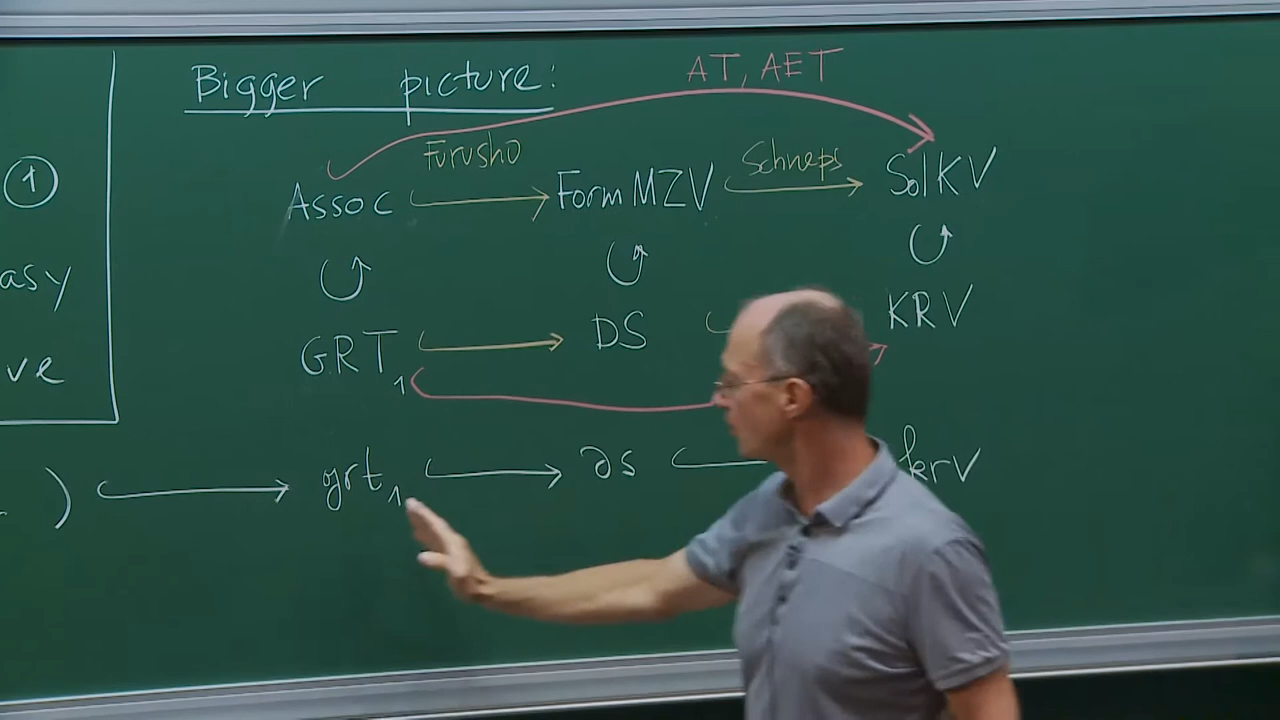 Bigger picture:
AT, AET
① 
Furusho
Schneps
Assoc ↪ Form MZV ↪ SolKV
asy
GRT₁ ↪ DS KRV
ve
) ↪ grt₁ ↪ ds krv